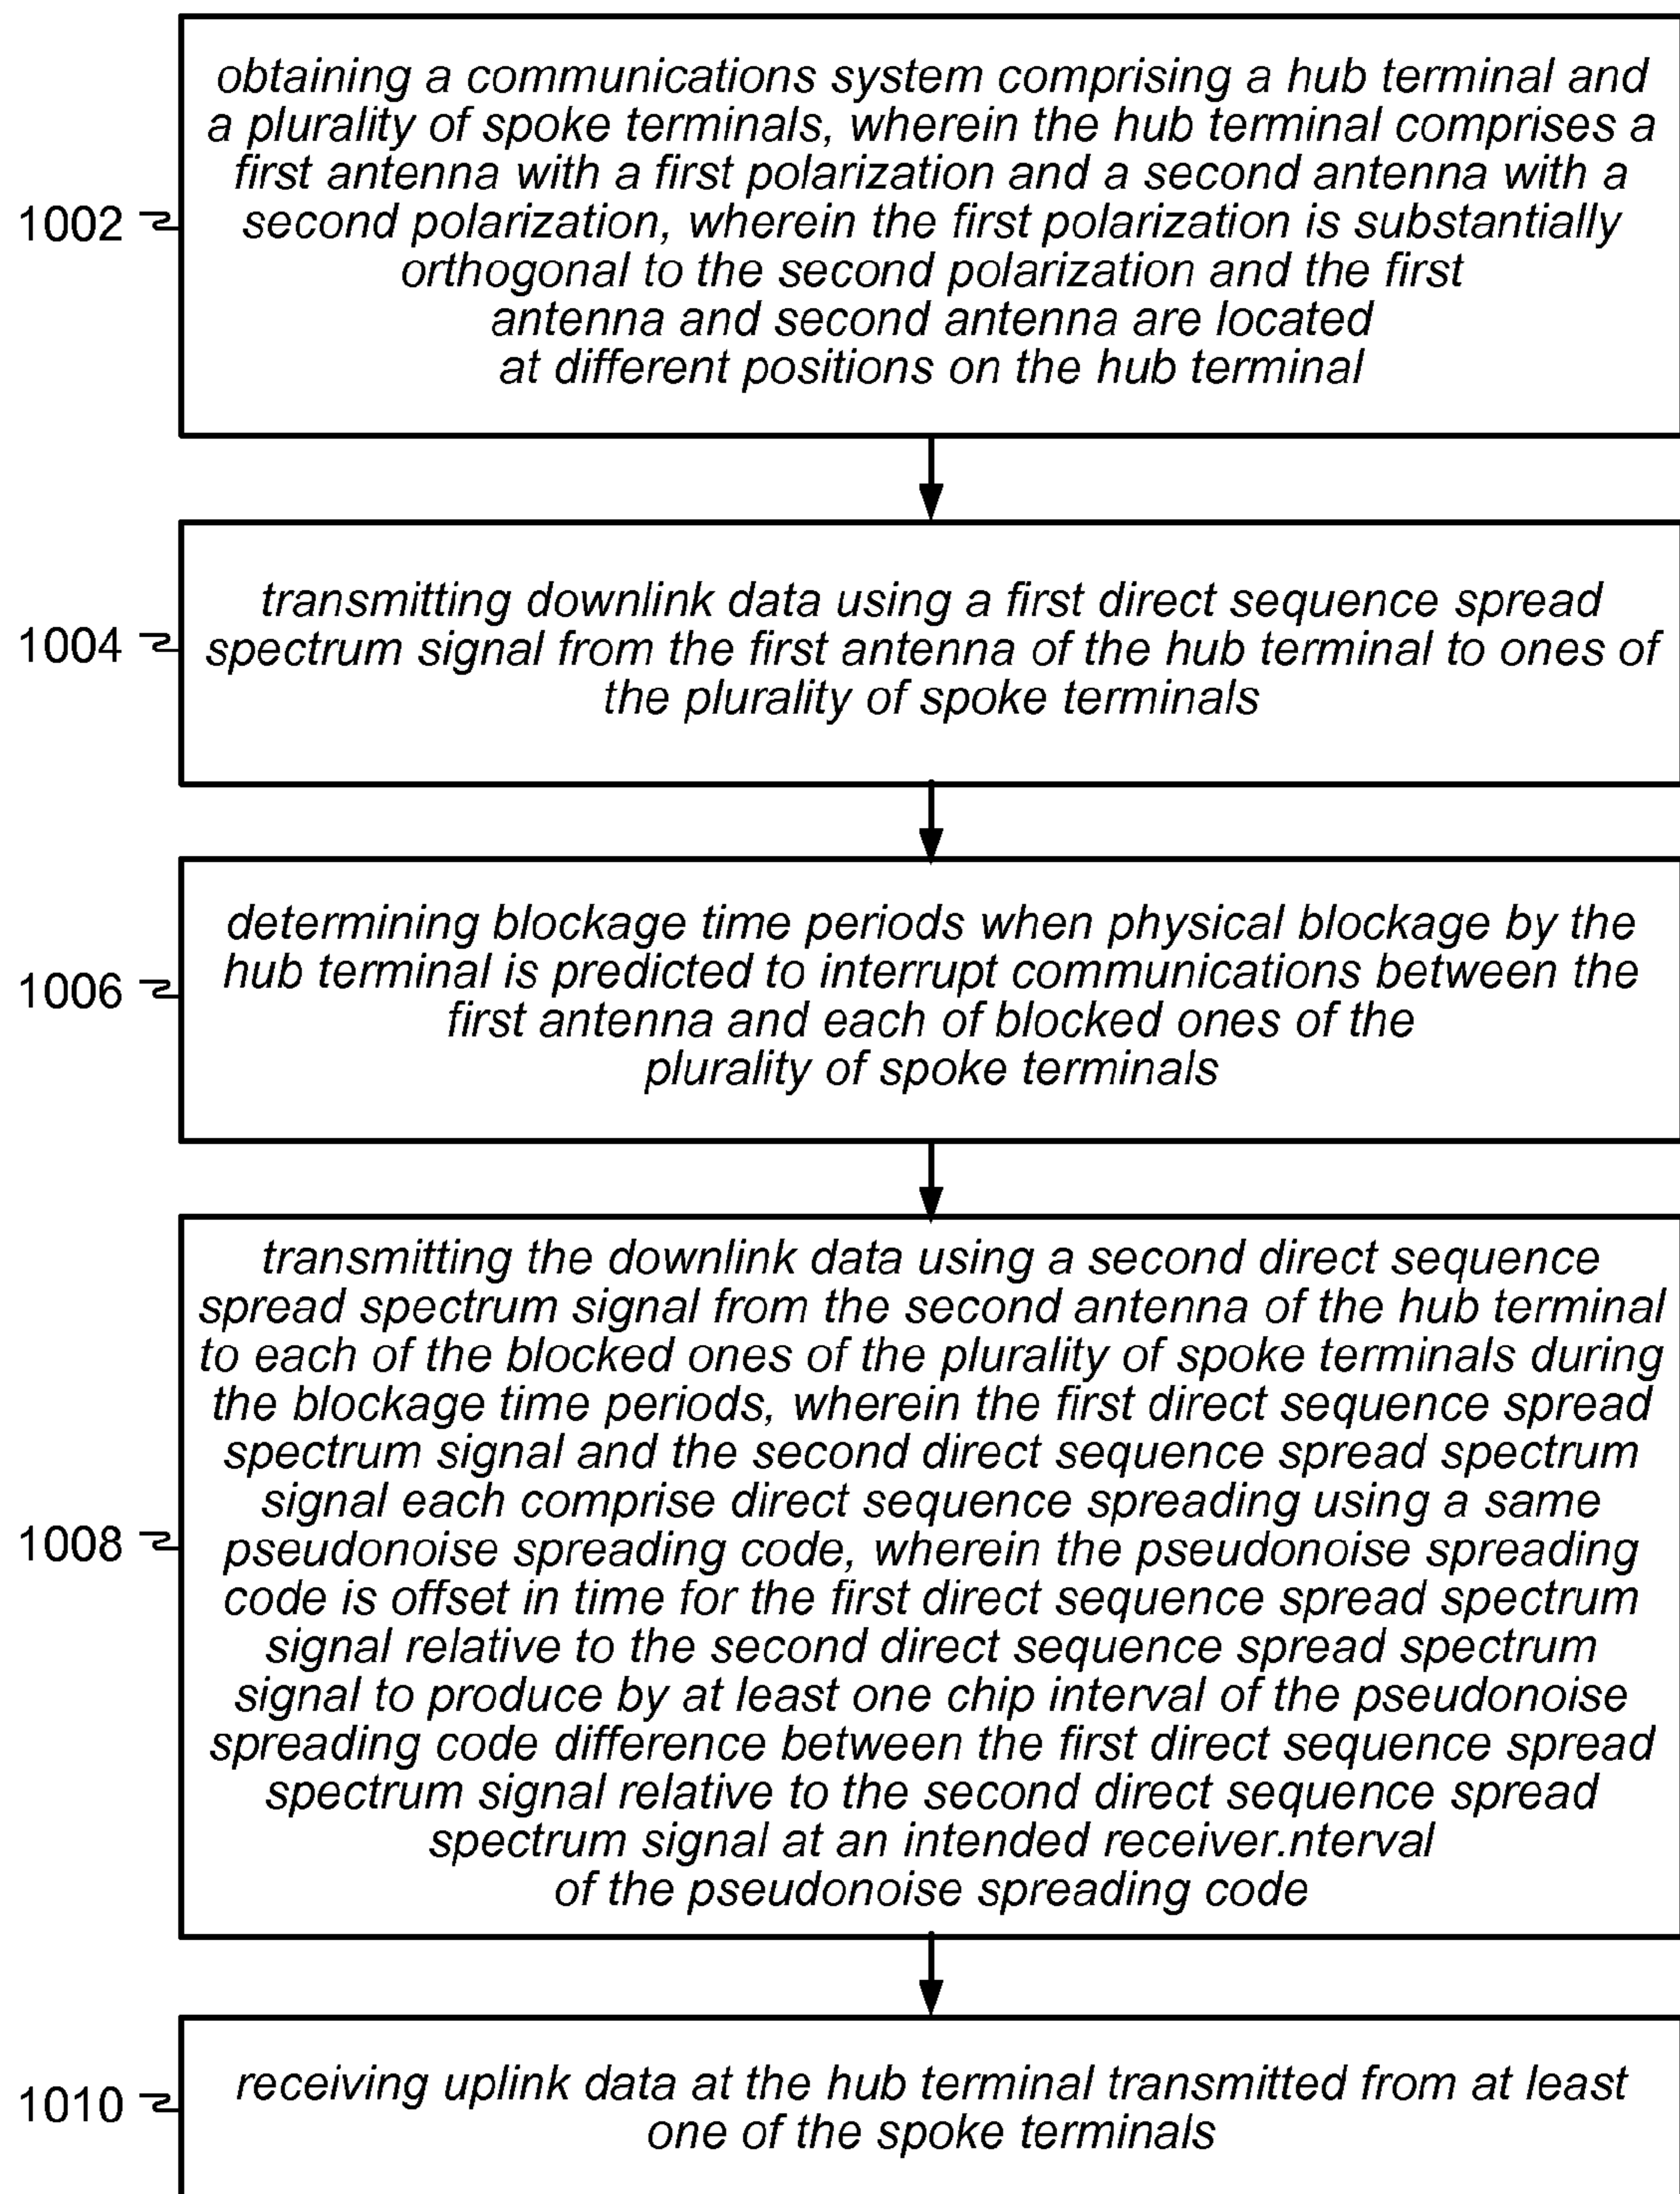 obtaining a communications system comprising a hub terminal and
a plurality of spoke terminals, wherein the hub terminal comprises a
first antenna with a first polarization and a second antenna with a
1002
second polarization, wherein the first polarization is substantially
orthogonal to the second polarization and the first
antenna and second antenna are located
at different positions on the hub terminal
transmitting downlink data using a first direct sequence spread
1004
spectrum signal from the first antenna of the hub terminal to ones of
the plurality of spoke terminals
determining blockage time periods when physical blockage by the
hub terminal is predicted to interrupt communications between the
1006
first antenna and each of blocked ones of the
plurality of spoke terminals
transmitting the downlink data using a second direct sequence
spread spectrum signal from the second antenna of the hub terminal
to each of the blocked ones of the plurality of spoke terminals during
the blockage time periods, wherein the first direct sequence spread
spectrum signal and the second direct sequence spread spectrum
signal each comprise direct sequence spreading using a same
1008
pseudonoise spreading code, wherein the pseudonoise spreading
code is offset in time for the first direct sequence spread spectrum
signal relative to the second direct sequence spread spectrum
signal to produce by at least one chip interval of the pseudonoise
spreading code difference between the first direct sequence spread
spectrum signal relative to the second direct sequence spread
spectrum signal at an intended receiver.nterval
of the pseudonoise spreading code
receiving uplink data at the hub terminal transmitted from at least
1010
one of the spoke terminals